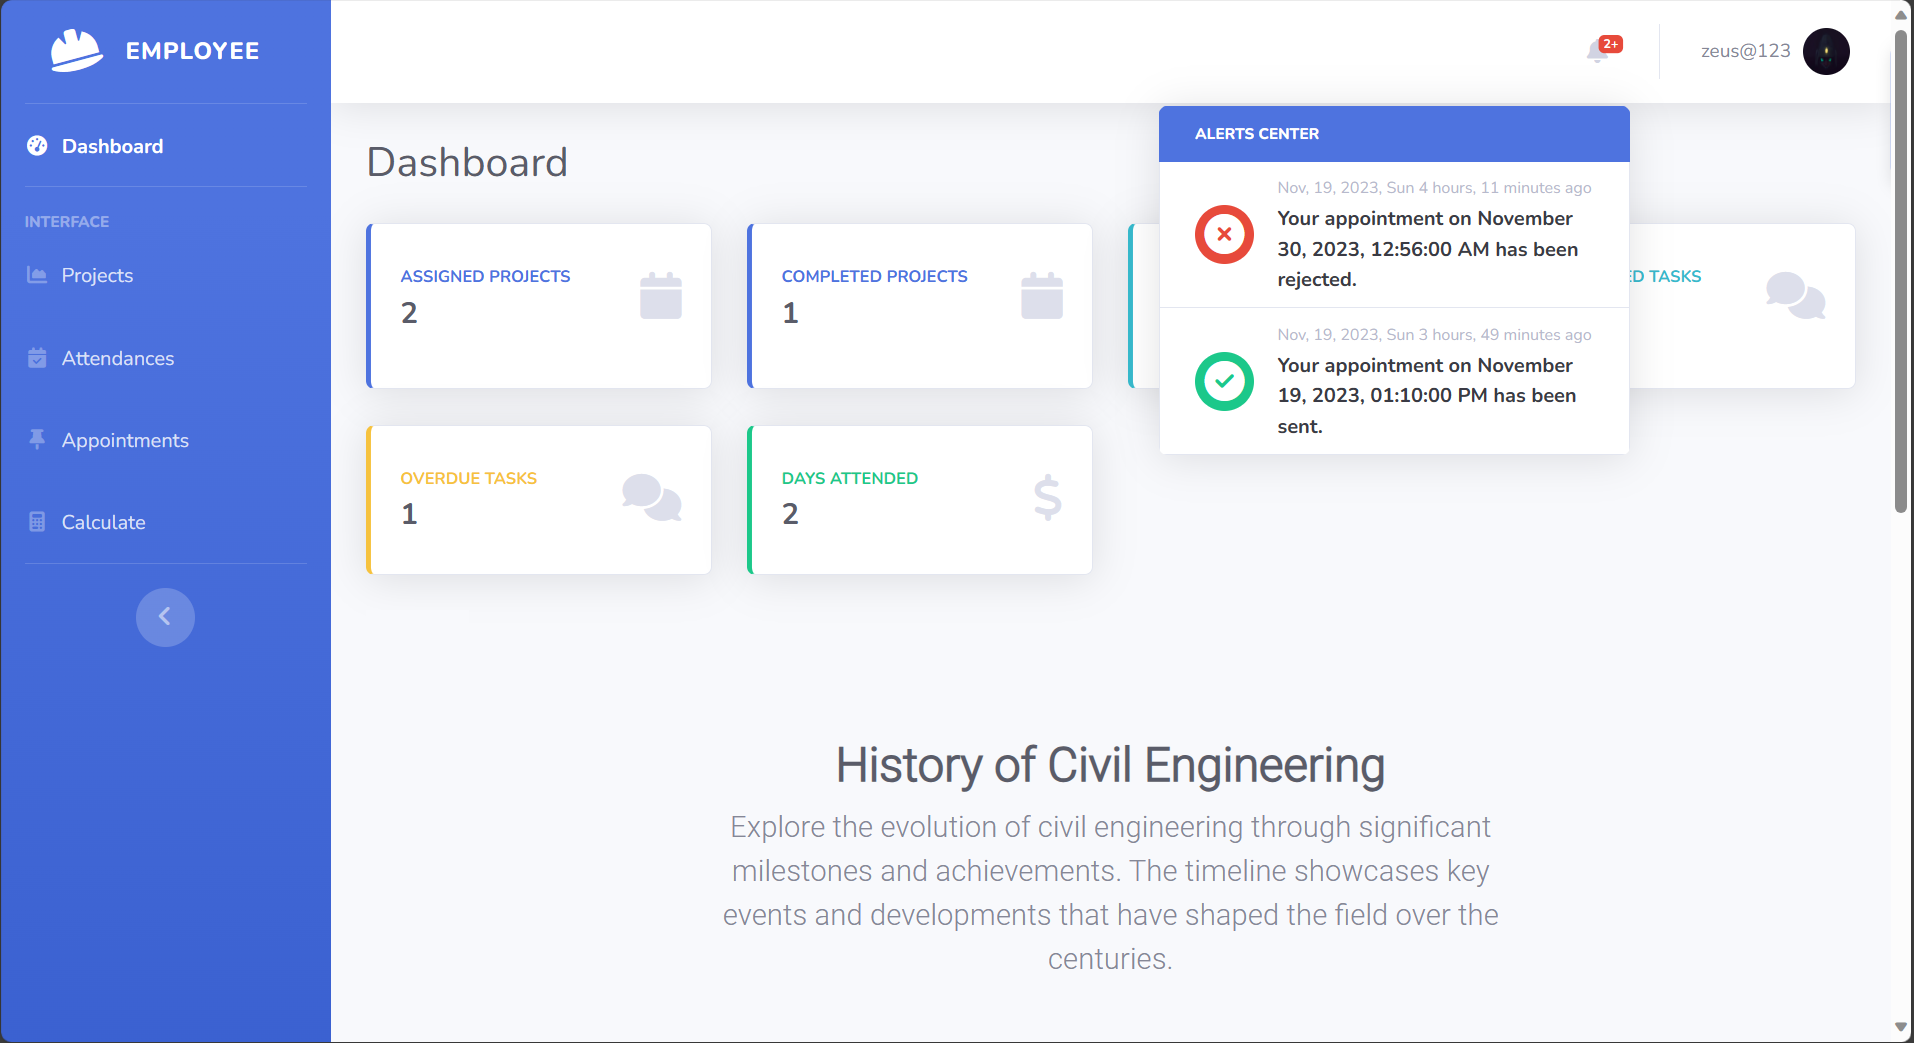 EMPLOYEE
Dashboard
INTERFACE
Projects
Attendances
Appointments
Calculate
2+
zeus@123
ALERTS CENTER
Nov, 19, 2023, Sun 4 hours, 11 minutes ago
Your appointment on November
30, 2023, 12:56:00 AM has been
rejected.
Nov, 19, 2023, Sun 3 hours, 49 minutes ago
Your appointment on November
19, 2023, 01:10:00 PM has been
sent.
Dashboard
ASSIGNED PROJECTS
2
COMPLETED PROJECTS
1
TASKS
OVERDUE TASKS
1
DAYS ATTENDED
2
History of Civil Engineering
Explore the evolution of civil engineering through significant
milestones and achievements. The timeline showcases key
events and developments that have shaped the field over the
centuries.